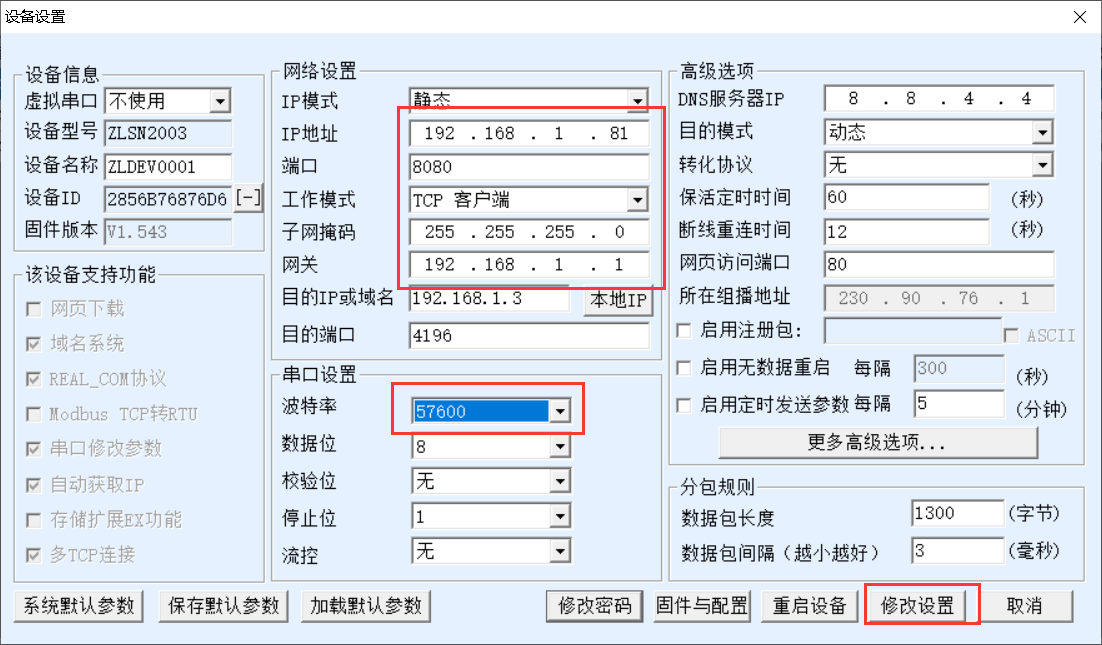 设备设置
设备信息
虚拟串口 不使用
设备型号 ZLSN2003
设备名称 ZLDEV0001
设备ID 2856B76876D6 [-]
固件版本 V1.543
该设备支持功能
网页下载
域名系统
REAL_COM协议
Modbus TCP转RTU
串口修改参数
自动获取IP
存储扩展EX功能
多TCP连接
网络设置
IP模式 静态
IP地址 192 . 168 . 1 . 81
端口 8080
工作模式 TCP 客户端
子网掩码 255 . 255 . 255 . 0
网关 192 . 168 . 1 . 1
目的IP或域名 192.168.1.3 本地IP
目的端口 4196
串口设置
波特率 57600
数据位 8
校验位 无
停止位 1
流控 无
高级选项
DNS服务器IP 8 . 8 . 4 . 4
目的模式 动态
转化协议 无
保活定时时间 60 (秒)
断线重连时间 12 (秒)
网页访问端口 80
所在组播地址 230 . 90 . 76 . 1
启用注册包: ASCII
启用无数据重启 每隔 300 (秒)
启用定时发送参数 每隔 5 (分钟)
更多高级选项...
分包规则
数据包长度 1300 (字节)
数据包间隔（越小越好） 3 (毫秒)
系统默认参数 保存默认参数 加载默认参数 修改密码 固件与配置 重启设备 修改设置 取消